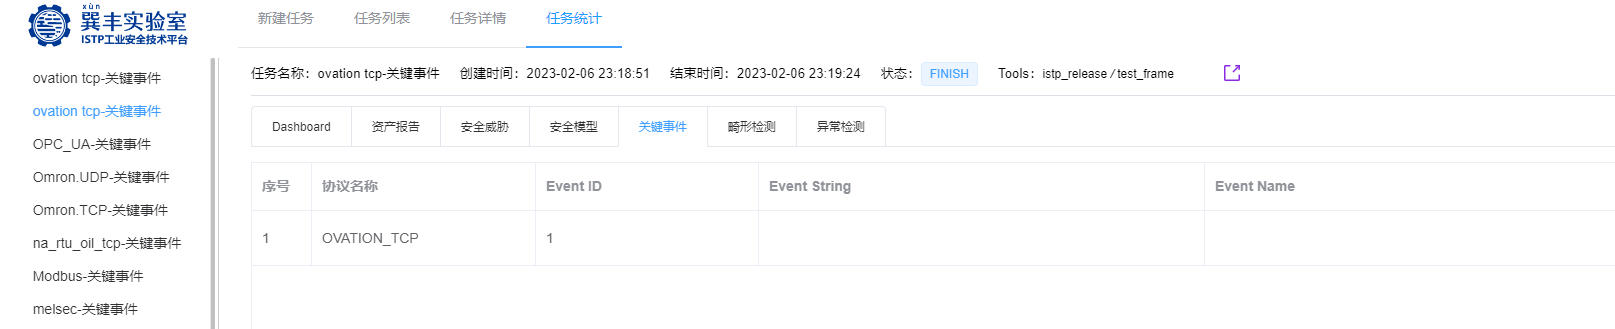 xùn
巽丰实验室
ISTP工业安全技术平台
新建任务 任务列表 任务详情 任务统计
ovation tcp-关键事件
ovation tcp-关键事件
OPC_UA-关键事件
Omron.UDP-关键事件
Omron.TCP-关键事件
na_rtu_oil_tcp-关键事件
Modbus-关键事件
melsec-关键事件
任务名称：ovation tcp-关键事件 创建时间：2023-02-06 23:18:51 结束时间：2023-02-06 23:19:24 状态： FINISH Tools：istp_release / test_frame
Dashboard 资产报告 安全威胁 安全模型 关键事件 畸形检测 异常检测
序号 协议名称 Event ID Event String Event Name
1 OVATION_TCP 1